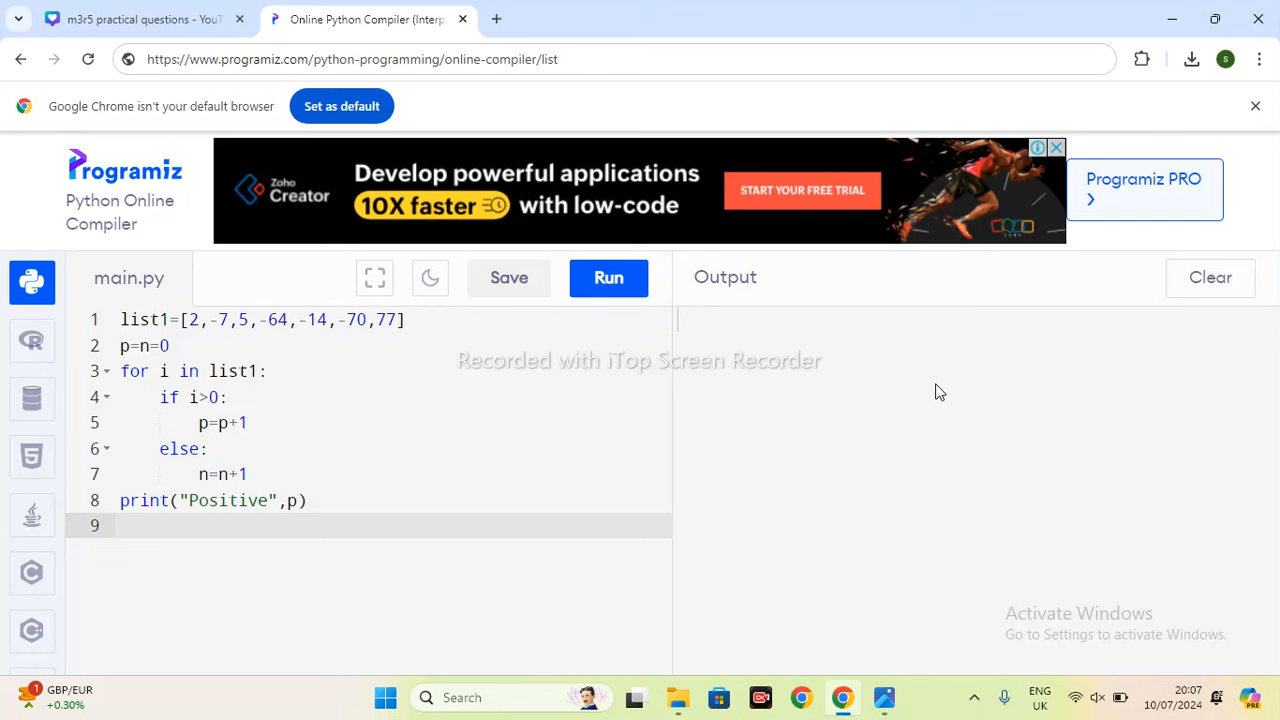 m3r5 practical questions - YouT
Online Python Compiler (Interp
https://www.programiz.com/python-programming/online-compiler/list
S
Google Chrome isn't your default browser
Set as default
Programiz
Python Online
Compiler
Zoho
Creator
Develop powerful applications
10X faster with low-code
START YOUR FREE TRIAL
Programiz PRO
main.py
Save
Run
Output
Clear
1 list1=[2,-7,5,-64,-14,-70,77]
2 p=n=0
3 for i in list1:
4 if i>0:
5 p=p+1
6 else:
7 n=n+1
8 print("Positive",p)
9
Recorded with iTop Screen Recorder
Activate Windows
Go to Settings to activate Windows.
1
GBP/EUR
+0.30%
Search
ENG
UK
20:07
10/07/2024
PRE